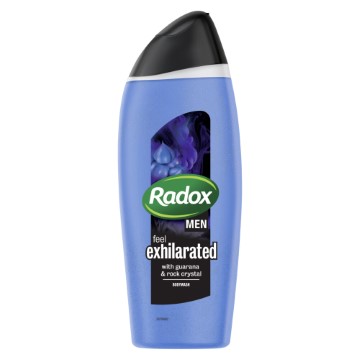 Radox
MEN
feel
exhilarated
with guarana
& rock crystal
BODYWASH